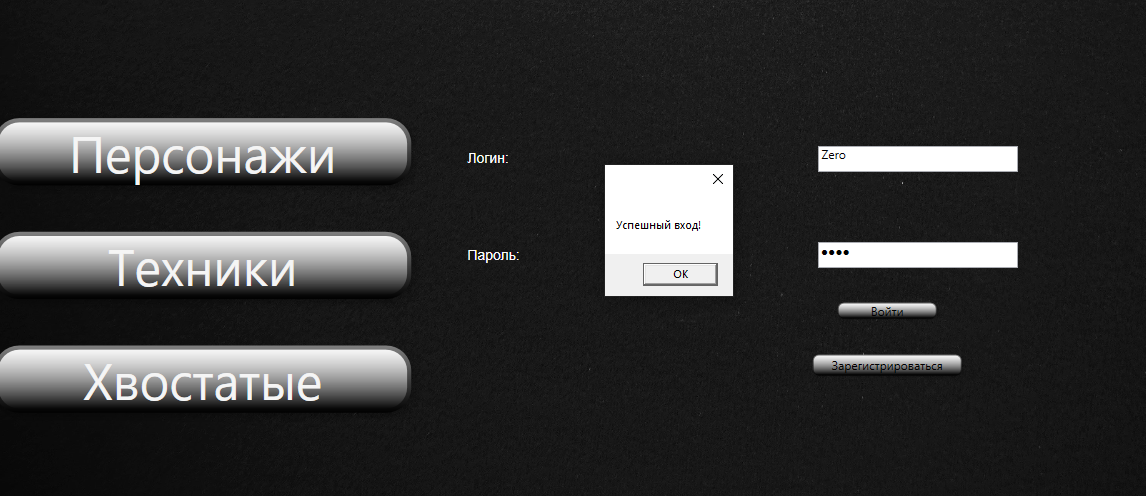 Персонажи
Техники
Хвостатые
Логин:
Zero
Успешный вход!
OK
Пароль:
••••
Войти
Зарегистрироваться